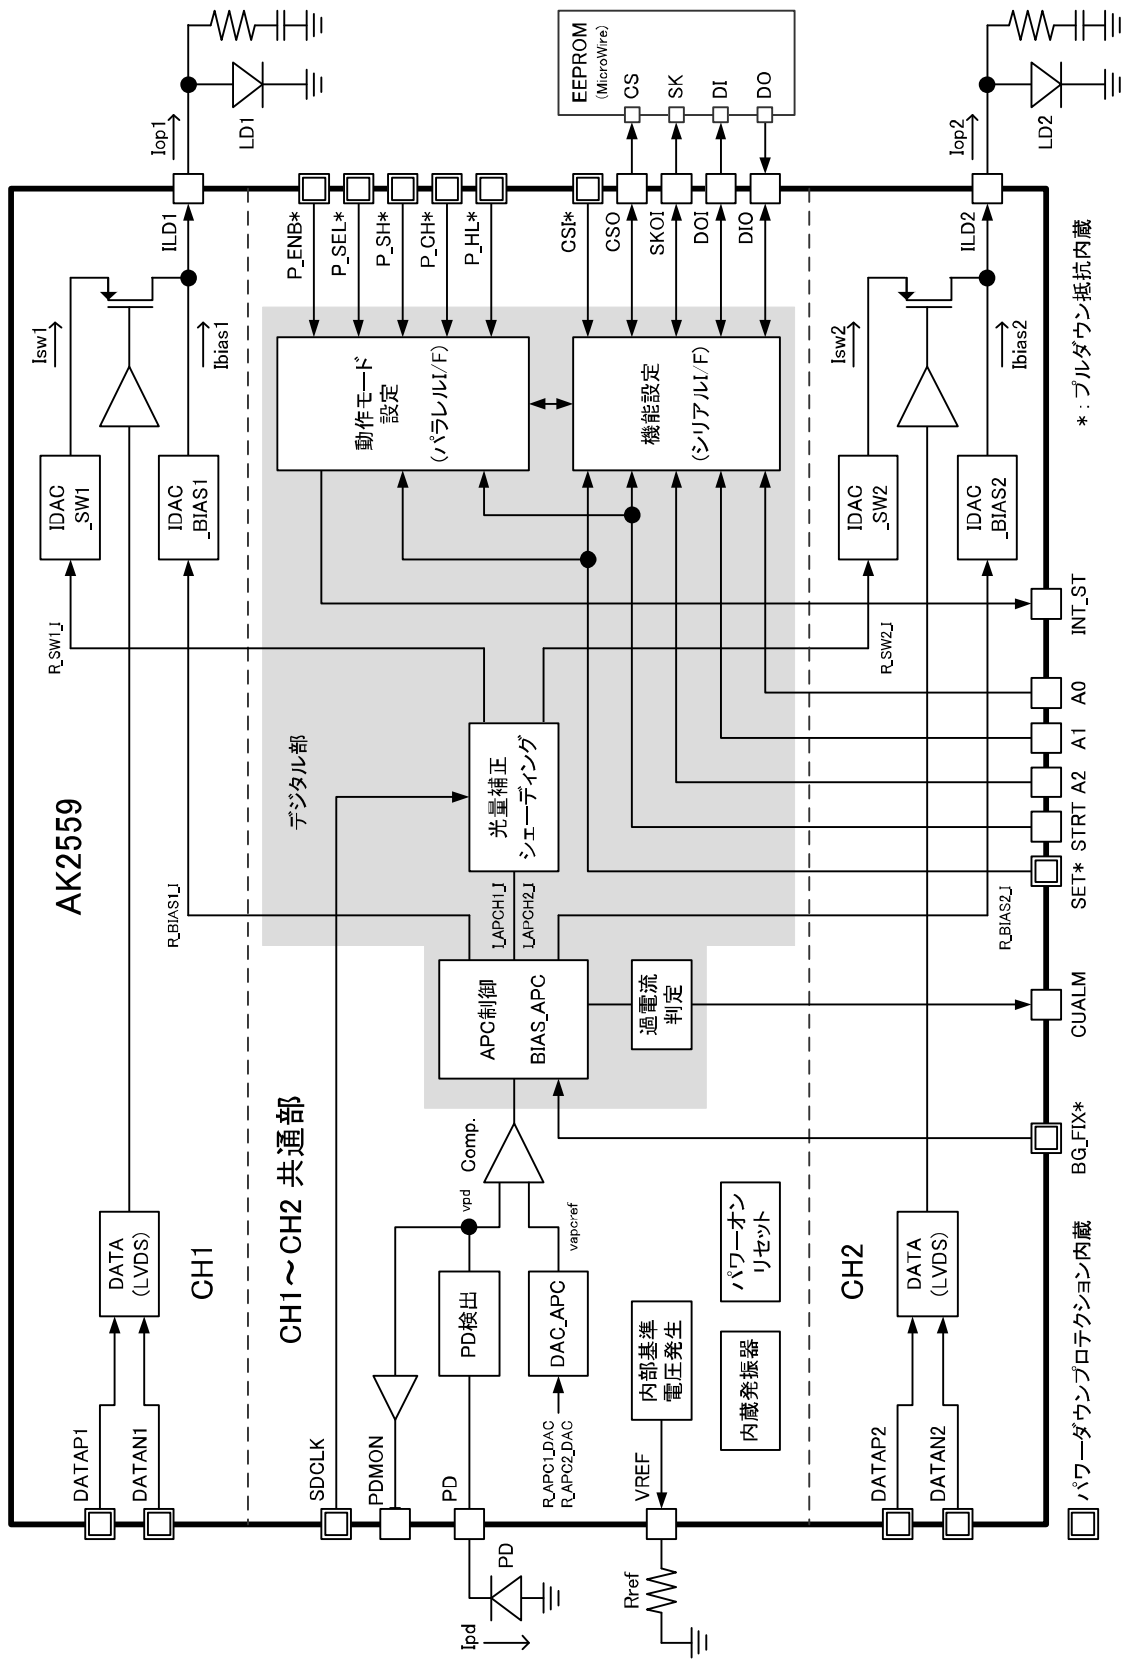 AK2559
CH1
DATAP1
DATAN1
DATA
(LVDS)
R_SW1_I
R_BIAS1_I
IDAC
_SW1
IDAC
_BIAS1
Isw1
Ibias1
ILD1
Iop1
LD1
CH1~CH2 共通部
SDCLK
PDMON
PD
PD
Ipd
PD検出
vpd
Comp.
vapcref
DAC_APC
R_APC1_DAC
R_APC2_DAC
VREF
Rref
内部基準
電圧発生
内蔵発振器
パワーオン
リセット
デジタル部
APC制御
BIAS_APC
過電流
判定
I_APCH1_I
I_APCH2_I
光量補正
シェーディング
動作モード
設定
(パラレルI/F)
機能設定
(シリアルI/F)
P_ENB*
P_SEL*
P_SH*
P_CH*
P_HL*
CSI*
CSO
SKOI
DOI
DIO
EEPROM
(MicroWire)
CS
SK
DI
DO
CH2
DATAP2
DATAN2
DATA
(LVDS)
R_SW2_I
R_BIAS2_I
IDAC
_SW2
IDAC
_BIAS2
Isw2
Ibias2
ILD2
Iop2
LD2
BG_FIX*
CUALM
SET*
STRT
A2
A1
A0
INT_ST
パワーダウンプロテクション内蔵
*:プルダウン抵抗内蔵